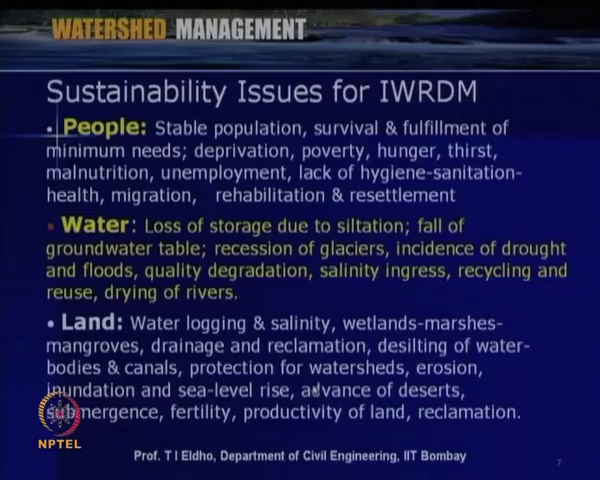 WATERSHED MANAGEMENT
Sustainability Issues for IWRDM
• People: Stable population, survival & fulfillment of
minimum needs; deprivation, poverty, hunger, thirst,
malnutrition, unemployment, lack of hygiene-sanitation-
health, migration, rehabilitation & resettlement
• Water: Loss of storage due to siltation; fall of
groundwater table; recession of glaciers, incidence of drought
and floods, quality degradation, salinity ingress, recycling and
reuse, drying of rivers.
• Land: Water logging & salinity, wetlands-marshes-
mangroves, drainage and reclamation, desilting of water-
bodies & canals, protection for watersheds, erosion,
inundation and sea-level rise, advance of deserts,
submergence, fertility, productivity of land, reclamation.
NPTEL
Prof. T I Eldho, Department of Civil Engineering, IIT Bombay
7